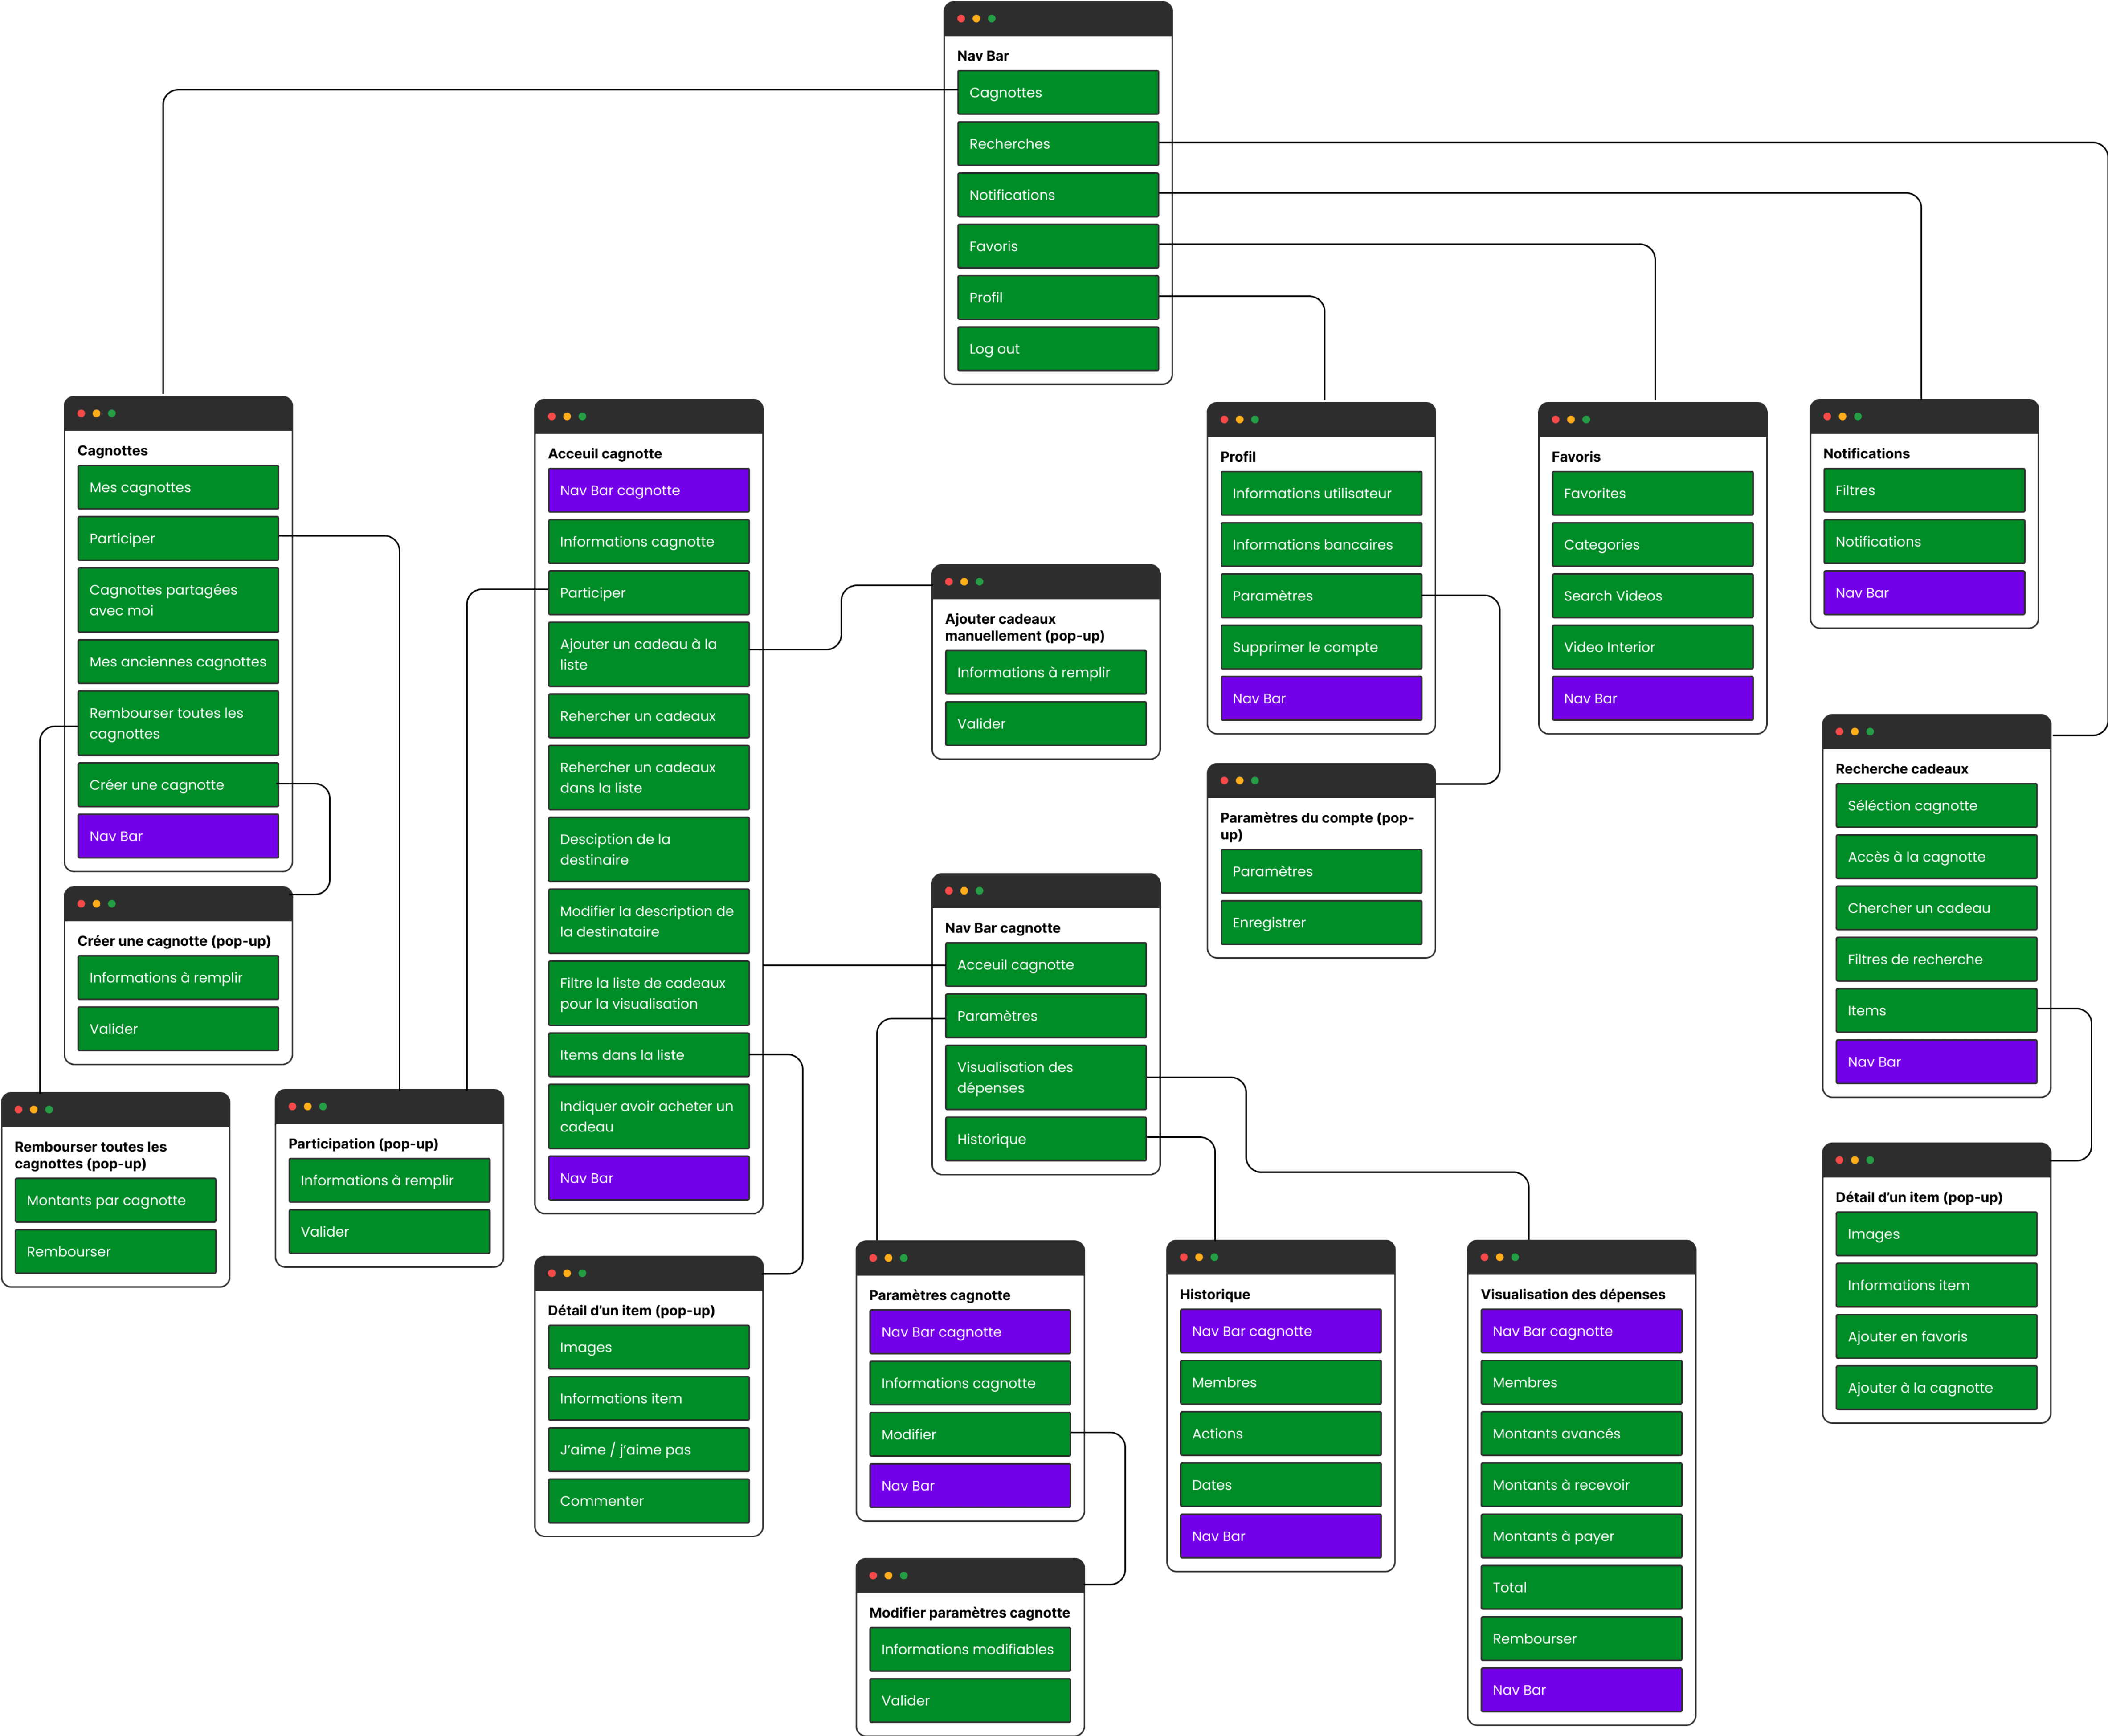 Nav Bar
Cagnottes
Recherches
Notifications
Favoris
Profil
Log out
Cagnottes
Mes cagnottes
Participer
Cagnottes partagées
avec moi
Mes anciennes cagnottes
Rembourser toutes les
cagnottes
Créer une cagnotte
Nav Bar
Créer une cagnotte (pop-up)
Informations à remplir
Valider
Rembourser toutes les
cagnottes (pop-up)
Montants par cagnotte
Rembourser
Participation (pop-up)
Informations à remplir
Valider
Acceuil cagnotte
Nav Bar cagnotte
Informations cagnotte
Participer
Ajouter un cadeau à la
liste
Rehercher un cadeaux
Rehercher un cadeaux
dans la liste
Desciption de la
destinaire
Modifier la description de
la destinataire
Filtre la liste de cadeaux
pour la visualisation
Items dans la liste
Indiquer avoir acheter un
cadeau
Nav Bar
Détail d’un item (pop-up)
Images
Informations item
J’aime / j’aime pas
Commenter
Ajouter cadeaux
manuellement (pop-up)
Informations à remplir
Valider
Nav Bar cagnotte
Acceuil cagnotte
Paramètres
Visualisation des
dépenses
Historique
Paramètres cagnotte
Nav Bar cagnotte
Informations cagnotte
Modifier
Nav Bar
Modifier paramètres cagnotte
Informations modifiables
Valider
Historique
Nav Bar cagnotte
Membres
Actions
Dates
Nav Bar
Visualisation des dépenses
Nav Bar cagnotte
Membres
Montants avancés
Montants à recevoir
Montants à payer
Total
Rembourser
Nav Bar
Profil
Informations utilisateur
Informations bancaires
Paramètres
Supprimer le compte
Nav Bar
Paramètres du compte (pop-
up)
Paramètres
Enregistrer
Favoris
Favorites
Categories
Search Videos
Video Interior
Nav Bar
Notifications
Filtres
Notifications
Nav Bar
Recherche cadeaux
Séléction cagnotte
Accès à la cagnotte
Chercher un cadeau
Filtres de recherche
Items
Nav Bar
Détail d’un item (pop-up)
Images
Informations item
Ajouter en favoris
Ajouter à la cagnotte